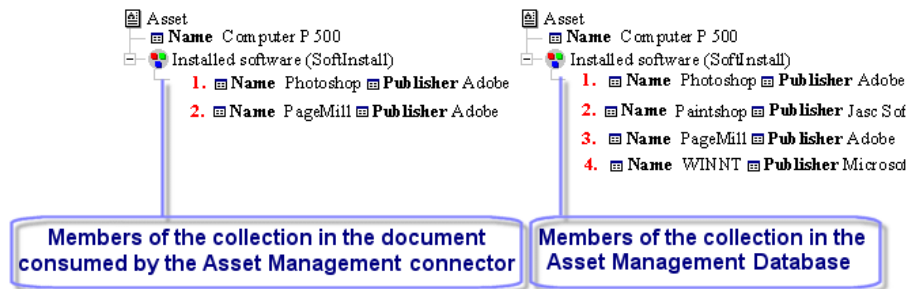 Asset
Name Computer P 500
Installed software (SoftInstall)
1. Name Photoshop Publisher Adobe
2. Name PageMill Publisher Adobe
Members of the collection in the document
consumed by the Asset Management connector
Asset
Name Computer P 500
Installed software (SoftInstall)
1. Name Photoshop Publisher Adobe
2. Name Paintshop Publisher Jasc Sof
3. Name PageMill Publisher Adobe
4. Name WINNT Publisher Microsof
Members of the collection in the
Asset Management Database